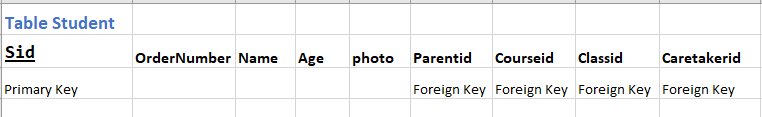 Table Student
Sid OrderNumber Name Age photo Parentid Courseid Classid Caretakerid
Primary Key Foreign Key Foreign Key Foreign Key Foreign Key